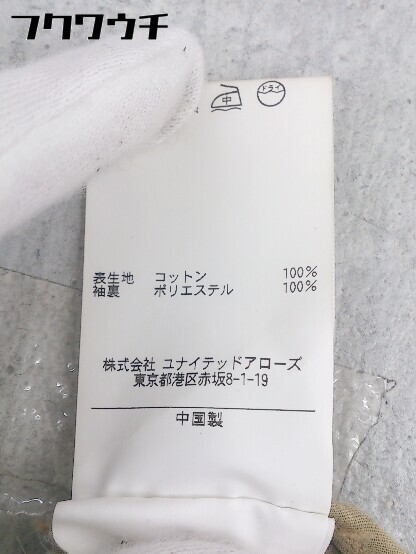 フクワウチ
中 ドライ
表生地 コットン 100%
袖裏 ポリエステル 100%
株式会社 ユナイテッドアローズ
東京都港区赤坂8-1-19
中国製